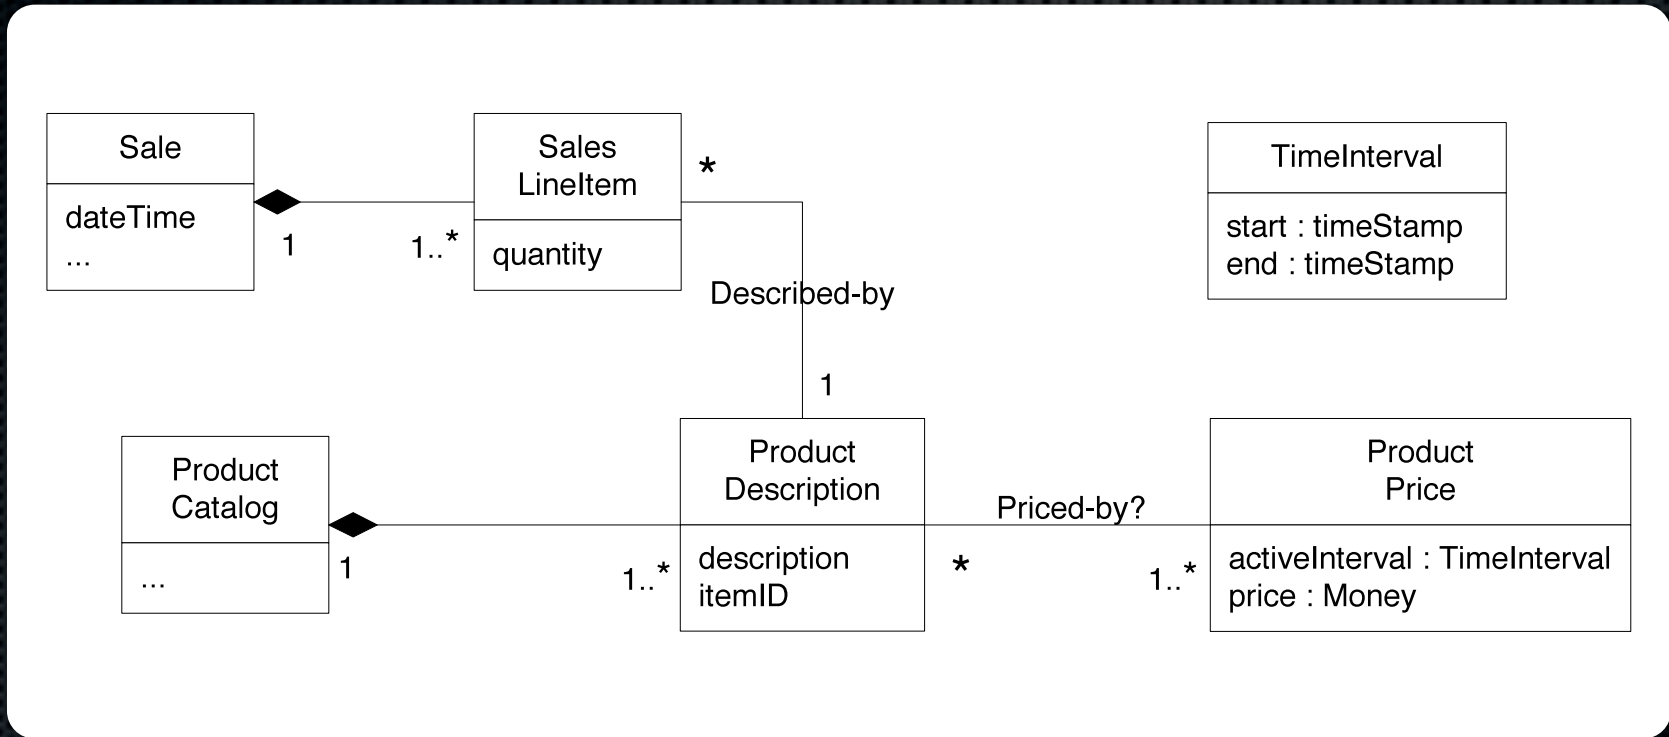 Sale
dateTime
...
1
1..*
Sales
LineItem
quantity
*
Described-by
1
TimeInterval
start : timeStamp
end : timeStamp
Product
Catalog
...
1
1..*
Product
Description
description
itemID
Priced-by?
*
1..*
Product
Price
activeInterval : TimeInterval
price : Money